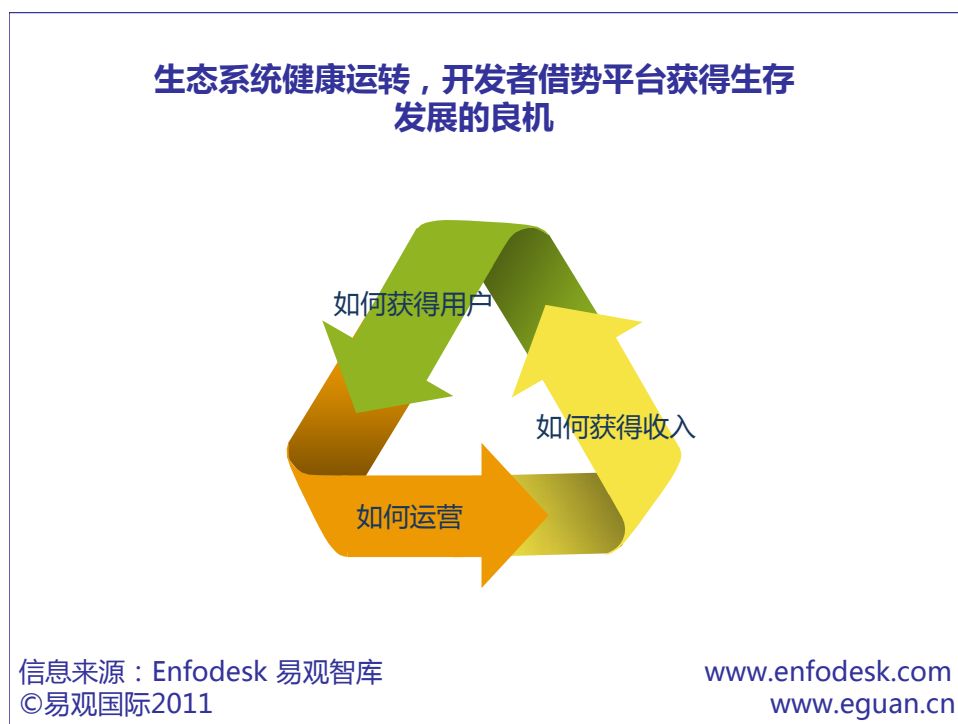 生态系统健康运转，开发者借势平台获得生存
发展的良机
如何获得用户
如何获得收入
如何运营
信息来源：Enfodesk 易观智库
www.enfodesk.com
©易观国际2011
www.eguan.cn